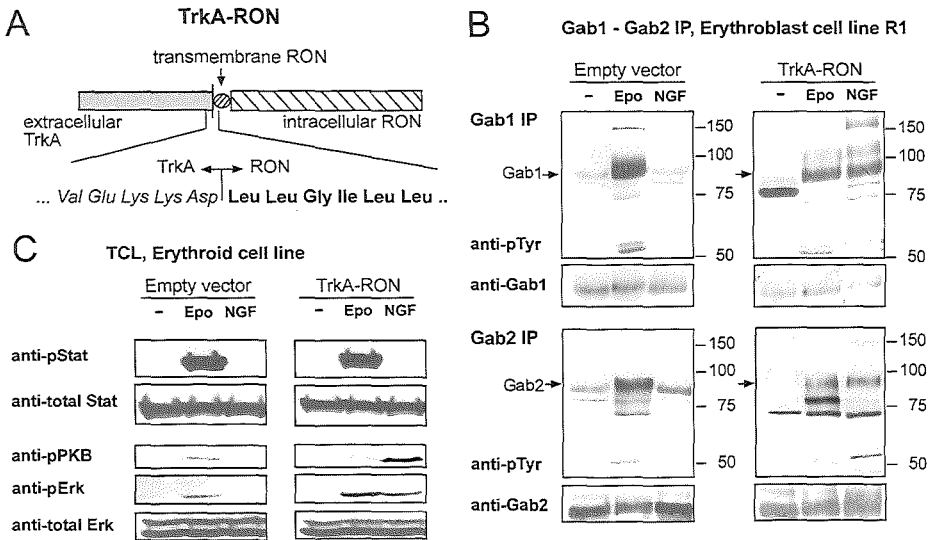 A
TrkA-RON
transmembrane RON
extracellular
TrkA
intracellular RON
TrkA
RON
... Val Glu Lys Lys Asp Leu Leu Gly Ile Leu Leu ..
B
Gab1 - Gab2 IP, Erythroblast cell line R1
Empty vector
TrkA-RON
– Epo NGF
– Epo NGF
Gab1 IP
- 150
- 150
- 100
- 100
Gab1
- 75
- 75
anti-pTyr
- 50
- 50
anti-Gab1
Gab2 IP
- 100
- 100
Gab2
- 75
- 75
anti-pTyr
- 50
- 50
anti-Gab2
C
TCL, Erythroid cell line
Empty vector
TrkA-RON
– Epo NGF
– Epo NGF
anti-pStat
anti-total Stat
anti-pPKB
anti-pErk
anti-total Erk